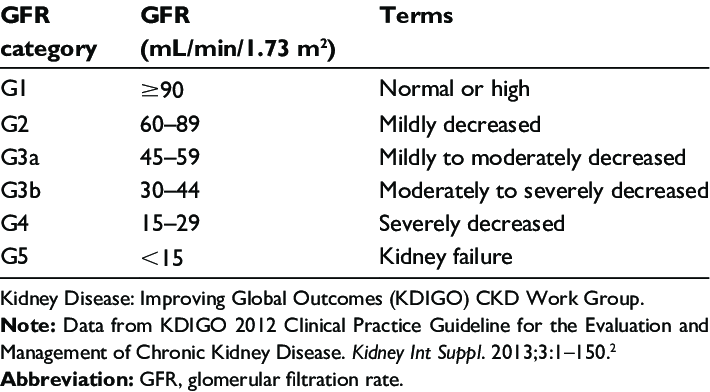 GFR GFR Terms
category (mL/min/1.73 m²)
G1 ≥90 Normal or high
G2 60–89 Mildly decreased
G3a 45–59 Mildly to moderately decreased
G3b 30–44 Moderately to severely decreased
G4 15–29 Severely decreased
G5 <15 Kidney failure
Kidney Disease: Improving Global Outcomes (KDIGO) CKD Work Group.
Note: Data from KDIGO 2012 Clinical Practice Guideline for the Evaluation and
Management of Chronic Kidney Disease. Kidney Int Suppl. 2013;3:1–150.²
Abbreviation: GFR, glomerular filtration rate.